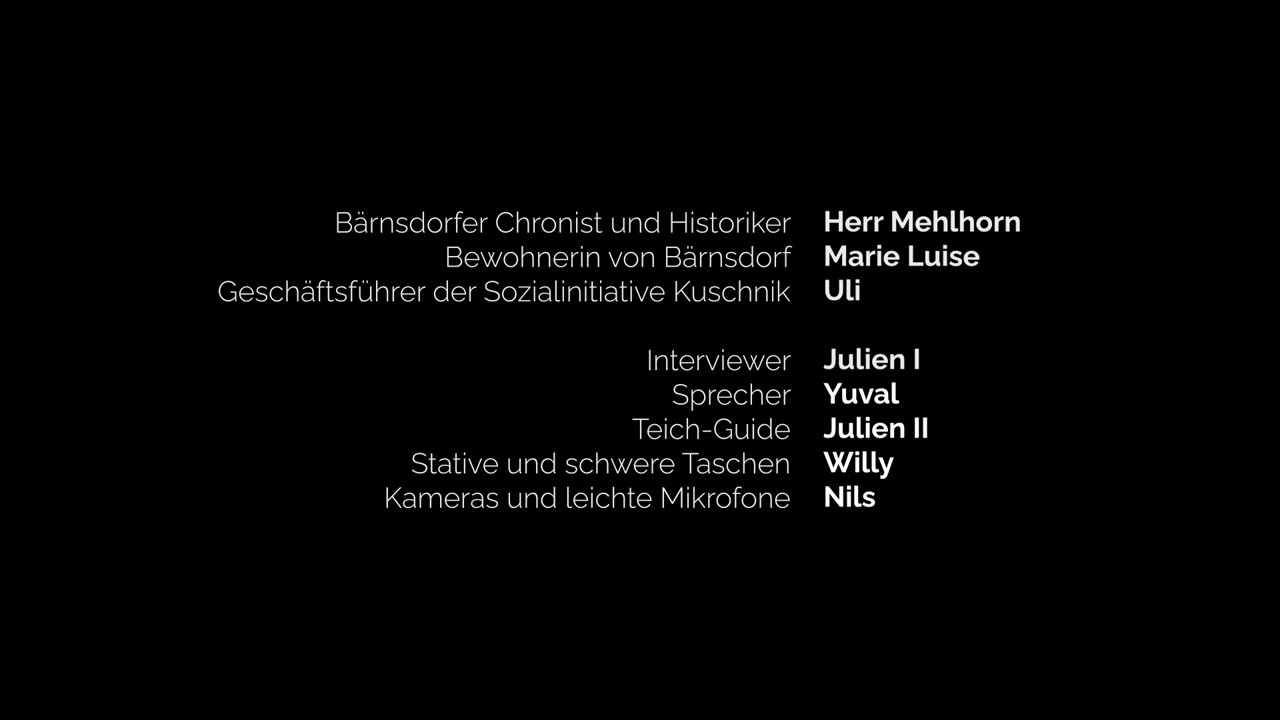 Bärnsdorfer Chronist und Historiker Herr Mehlhorn
Bewohnerin von Bärnsdorf Marie Luise
Geschäftsführer der Sozialinitiative Kuschnik Uli
Interviewer Julien I
Sprecher Yuval
Teich-Guide Julien II
Stative und schwere Taschen Willy
Kameras und leichte Mikrofone Nils